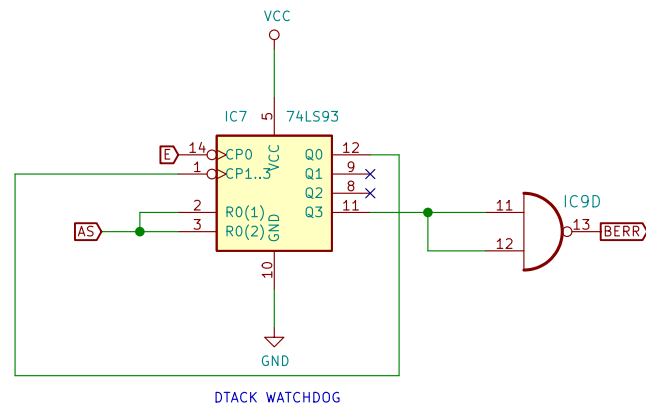 VCC
IC7 74LS93
5
E 14 CP0 VCC Q0 12
1 CP1..3 Q1 9
Q2 8
2 R0(1) Q3 11 11 IC9D
AS 3 R0(2) GND 13 BERR
12
10
GND
DTACK WATCHDOG